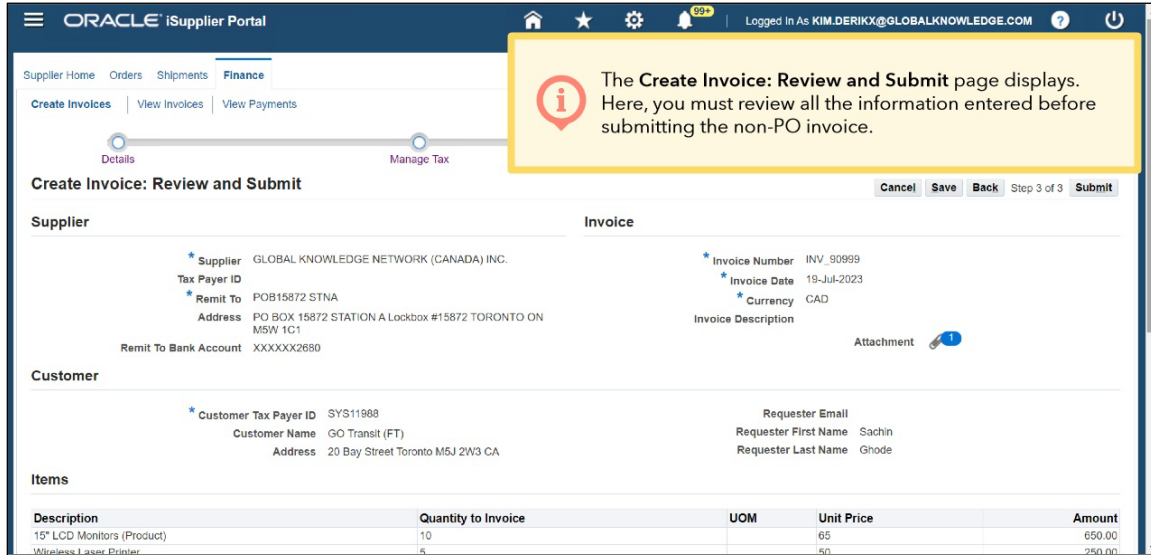 ORACLE iSupplier Portal
99+
Logged In As KIM.DERIKX@GLOBALKNOWLEDGE.COM
?
Supplier Home Orders Shipments Finance
Create Invoices View Invoices View Payments
The Create Invoice: Review and Submit page displays.
Here, you must review all the information entered before
submitting the non-PO invoice.
Details Manage Tax
Create Invoice: Review and Submit
Cancel Save Back Step 3 of 3 Submit
Supplier
* Supplier GLOBAL KNOWLEDGE NETWORK (CANADA) INC.
Tax Payer ID
* Remit To POB15872 STNA
Address PO BOX 15872 STATION A Lockbox #15872 TORONTO ON
M5W 1C1
Remit To Bank Account XXXXXX2680
Invoice
* Invoice Number INV_90999
* Invoice Date 19-Jul-2023
* Currency CAD
Invoice Description
Attachment 1
Customer
* Customer Tax Payer ID SYS11988
Customer Name GO Transit (FT)
Address 20 Bay Street Toronto M5J 2W3 CA
Requester Email
Requester First Name Sachin
Requester Last Name Ghode
Items
Description Quantity to Invoice UOM Unit Price Amount
15" LCD Monitors (Product) 10 65 650.00
Wireless Laser Printer 5 50 250.00